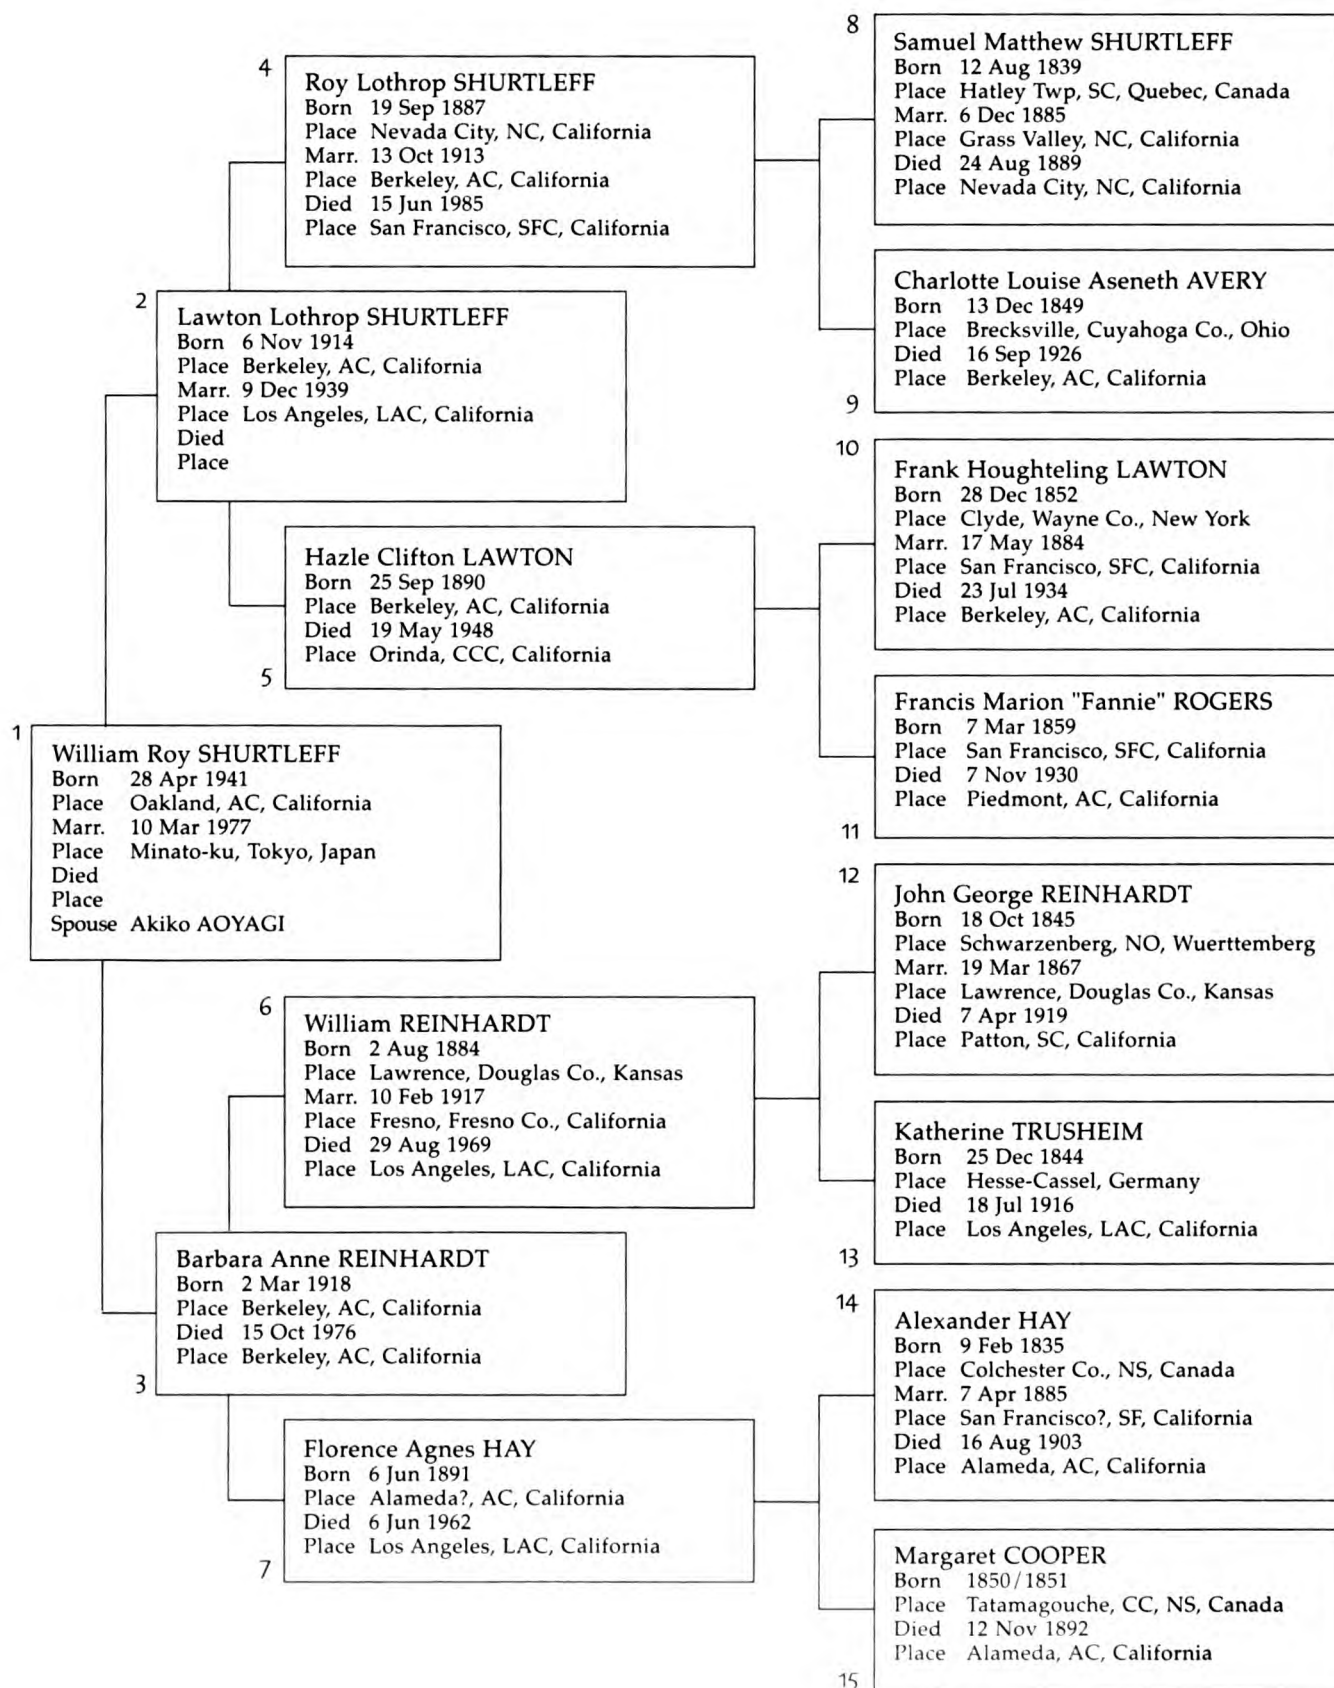 8
Samuel Matthew SHURTLEFF
Born 12 Aug 1839
Place Hatley Twp, SC, Quebec, Canada
Marr. 6 Dec 1885
Place Grass Valley, NC, California
Died 24 Aug 1889
Place Nevada City, NC, California
4
Roy Lothrop SHURTLEFF
Born 19 Sep 1887
Place Nevada City, NC, California
Marr. 13 Oct 1913
Place Berkeley, AC, California
Died 15 Jun 1985
Place San Francisco, SFC, California
Charlotte Louise Aseneth AVERY
Born 13 Dec 1849
Place Brecksville, Cuyahoga Co., Ohio
Died 16 Sep 1926
Place Berkeley, AC, California
9
2
Lawton Lothrop SHURTLEFF
Born 6 Nov 1914
Place Berkeley, AC, California
Marr. 9 Dec 1939
Place Los Angeles, LAC, California
Died
Place
10
Frank Houghteling LAWTON
Born 28 Dec 1852
Place Clyde, Wayne Co., New York
Marr. 17 May 1884
Place San Francisco, SFC, California
Died 23 Jul 1934
Place Berkeley, AC, California
Hazle Clifton LAWTON
Born 25 Sep 1890
Place Berkeley, AC, California
Died 19 May 1948
Place Orinda, CCC, California
5
Francis Marion "Fannie" ROGERS
Born 7 Mar 1859
Place San Francisco, SFC, California
Died 7 Nov 1930
Place Piedmont, AC, California
11
1
William Roy SHURTLEFF
Born 28 Apr 1941
Place Oakland, AC, California
Marr. 10 Mar 1977
Place Minato-ku, Tokyo, Japan
Died
Place
Spouse Akiko AOYAGI
12
John George REINHARDT
Born 18 Oct 1845
Place Schwarzenberg, NO, Wuerttemberg
Marr. 19 Mar 1867
Place Lawrence, Douglas Co., Kansas
Died 7 Apr 1919
Place Patton, SC, California
6
William REINHARDT
Born 2 Aug 1884
Place Lawrence, Douglas Co., Kansas
Marr. 10 Feb 1917
Place Fresno, Fresno Co., California
Died 29 Aug 1969
Place Los Angeles, LAC, California
Katherine TRUSHEIM
Born 25 Dec 1844
Place Hesse-Cassel, Germany
Died 18 Jul 1916
Place Los Angeles, LAC, California
13
Barbara Anne REINHARDT
Born 2 Mar 1918
Place Berkeley, AC, California
Died 15 Oct 1976
Place Berkeley, AC, California
3
14
Alexander HAY
Born 9 Feb 1835
Place Colchester Co., NS, Canada
Marr. 7 Apr 1885
Place San Francisco?, SF, California
Died 16 Aug 1903
Place Alameda, AC, California
Florence Agnes HAY
Born 6 Jun 1891
Place Alameda?, AC, California
Died 6 Jun 1962
Place Los Angeles, LAC, California
7
Margaret COOPER
Born 1850/1851
Place Tatamagouche, CC, NS, Canada
Died 12 Nov 1892
Place Alameda, AC, California
15